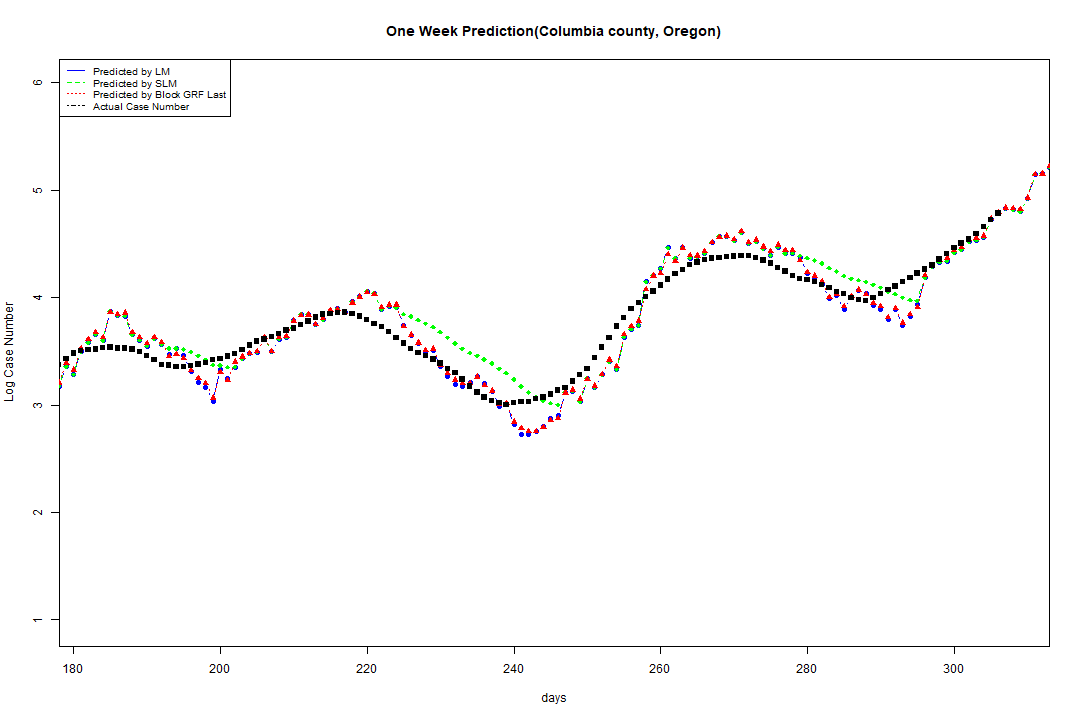 One Week Prediction(Columbia county, Oregon)
Predicted by LM
Predicted by SLM
Predicted by Block GRF Last
Actual Case Number
Log Case Number
6
5
4
3
2
1
180 200 220 240 260 280 300
days